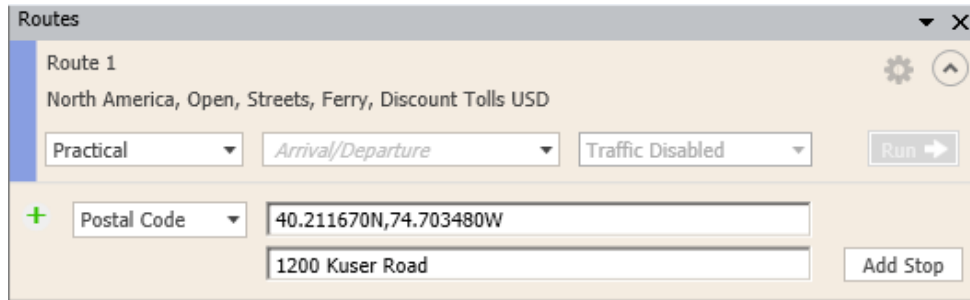 Routes
Route 1
North America, Open, Streets, Ferry, Discount Tolls USD
Practical Arrival/Departure Traffic Disabled Run
Postal Code 40.211670N,74.703480W
1200 Kuser Road Add Stop